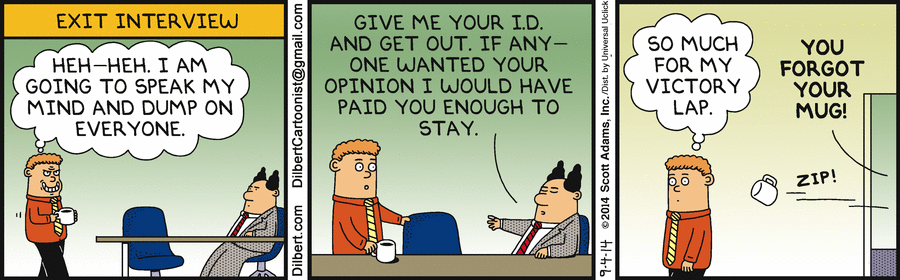 EXIT INTERVIEW
HEH-HEH. I AM
GOING TO SPEAK MY
MIND AND DUMP ON
EVERYONE.
Dilbert.com DilbertCartoonist@gmail.com
GIVE ME YOUR I.D.
AND GET OUT. IF ANY-
ONE WANTED YOUR
OPINION I WOULD HAVE
PAID YOU ENOUGH TO
STAY.
9-4-14 ©2014 Scott Adams, Inc./Dist. by Universal Uclick
SO MUCH
FOR MY
VICTORY
LAP.
YOU
FORGOT
YOUR
MUG!
ZIP!